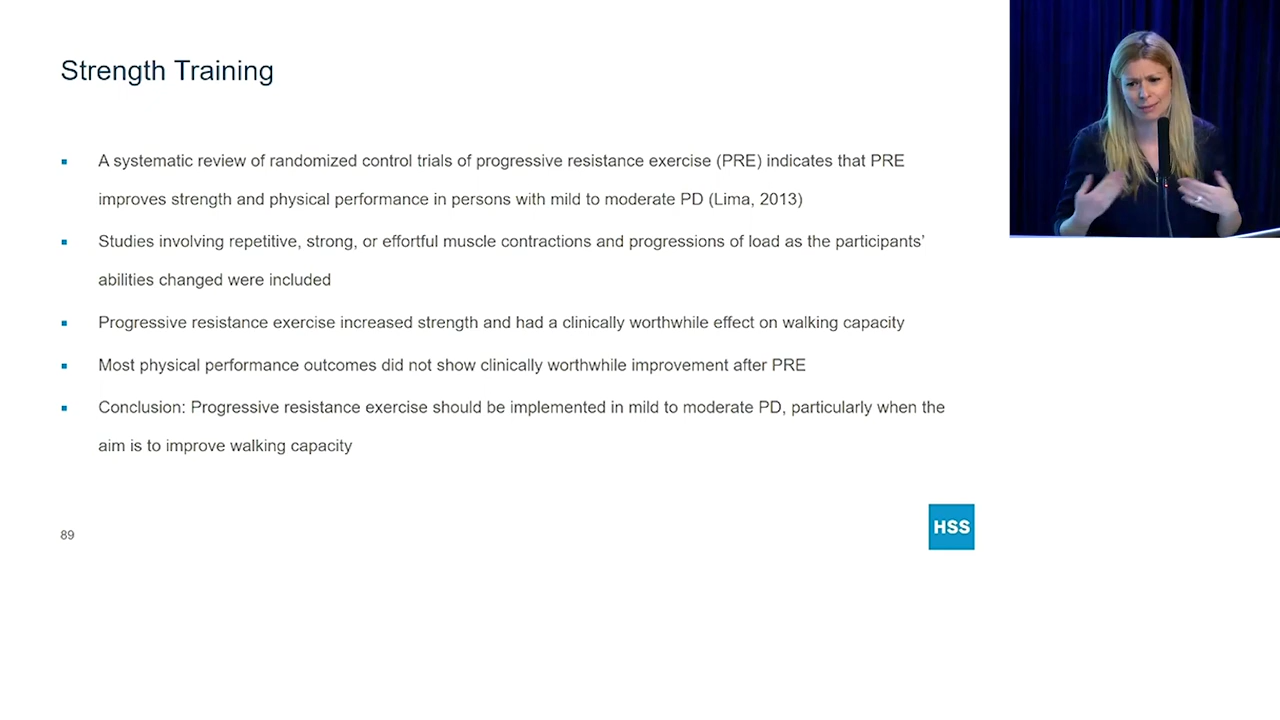 Strength Training
A systematic review of randomized control trials of progressive resistance exercise (PRE) indicates that PRE
improves strength and physical performance in persons with mild to moderate PD (Lima, 2013)
Studies involving repetitive, strong, or effortful muscle contractions and progressions of load as the participants’
abilities changed were included
Progressive resistance exercise increased strength and had a clinically worthwhile effect on walking capacity
Most physical performance outcomes did not show clinically worthwhile improvement after PRE
Conclusion: Progressive resistance exercise should be implemented in mild to moderate PD, particularly when the
aim is to improve walking capacity
89
HSS